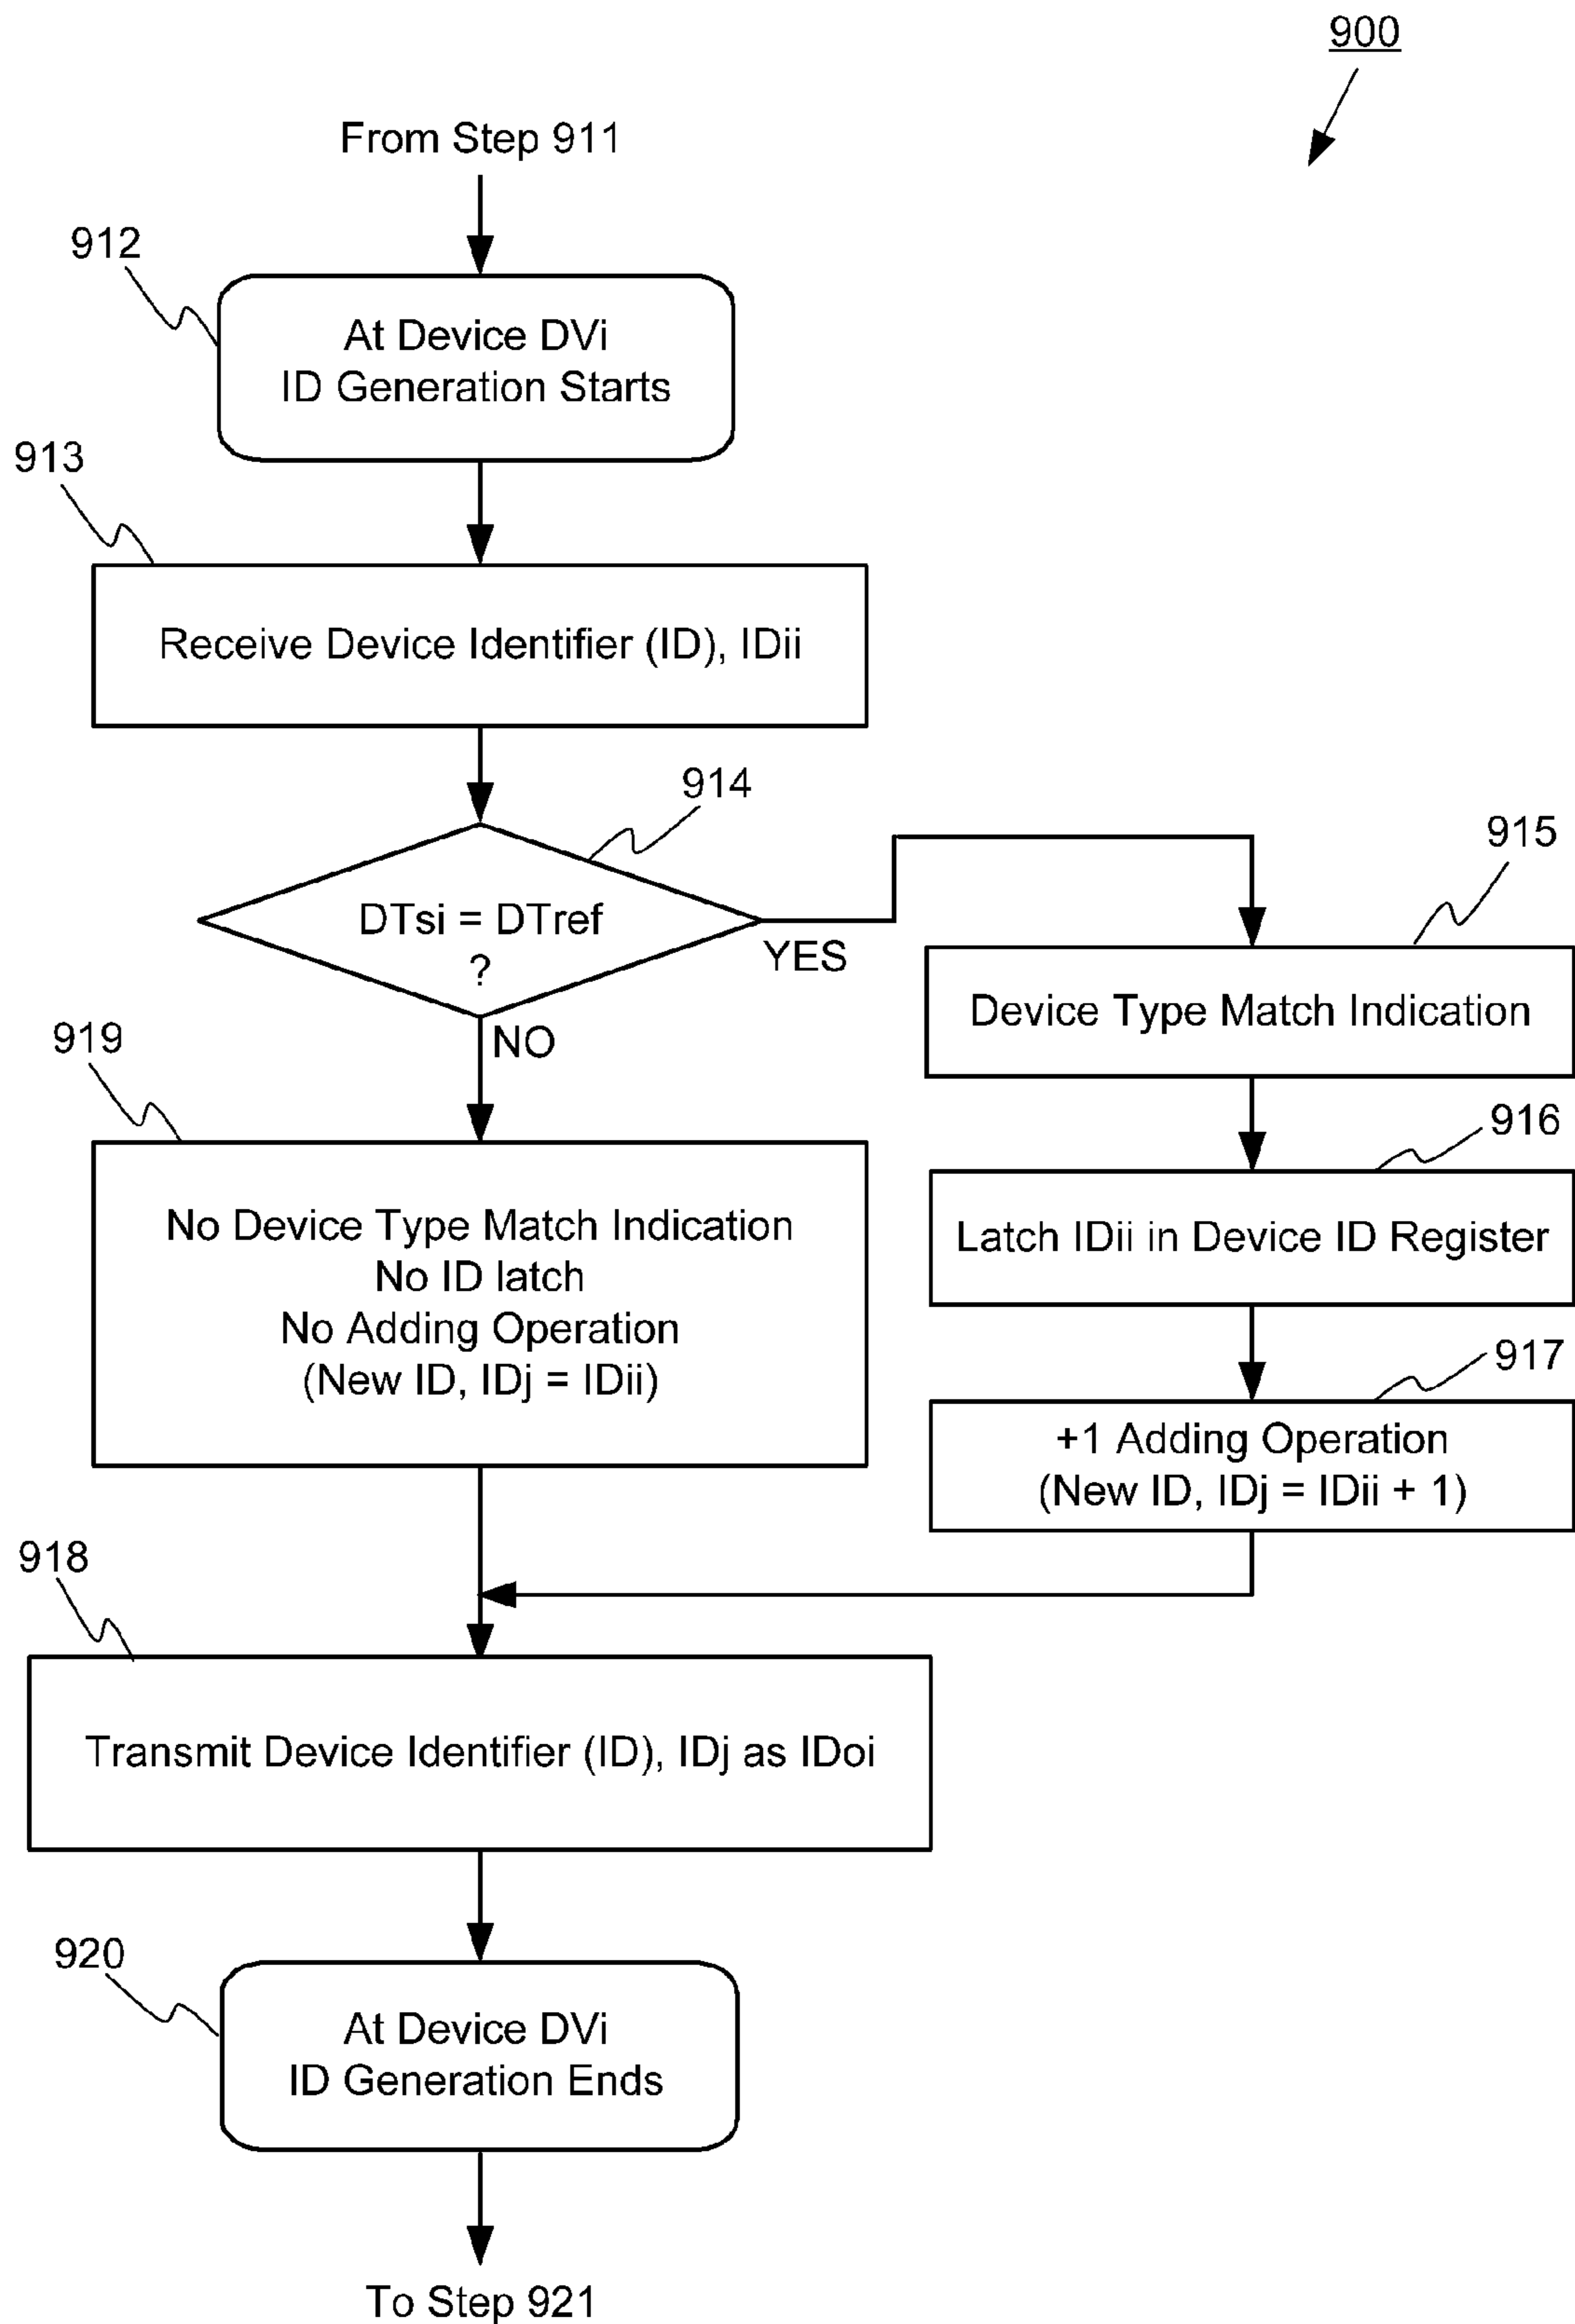 900
From Step 911
912
At Device DVi
ID Generation Starts
913
Receive Device Identifier (ID), IDii
914
DTsi = DTref
?
YES
NO
915
Device Type Match Indication
916
Latch IDii in Device ID Register
917
+1 Adding Operation
(New ID, IDj = IDii + 1)
919
No Device Type Match Indication
No ID latch
No Adding Operation
(New ID, IDj = IDii)
918
Transmit Device Identifier (ID), IDj as IDoi
920
At Device DVi
ID Generation Ends
To Step 921